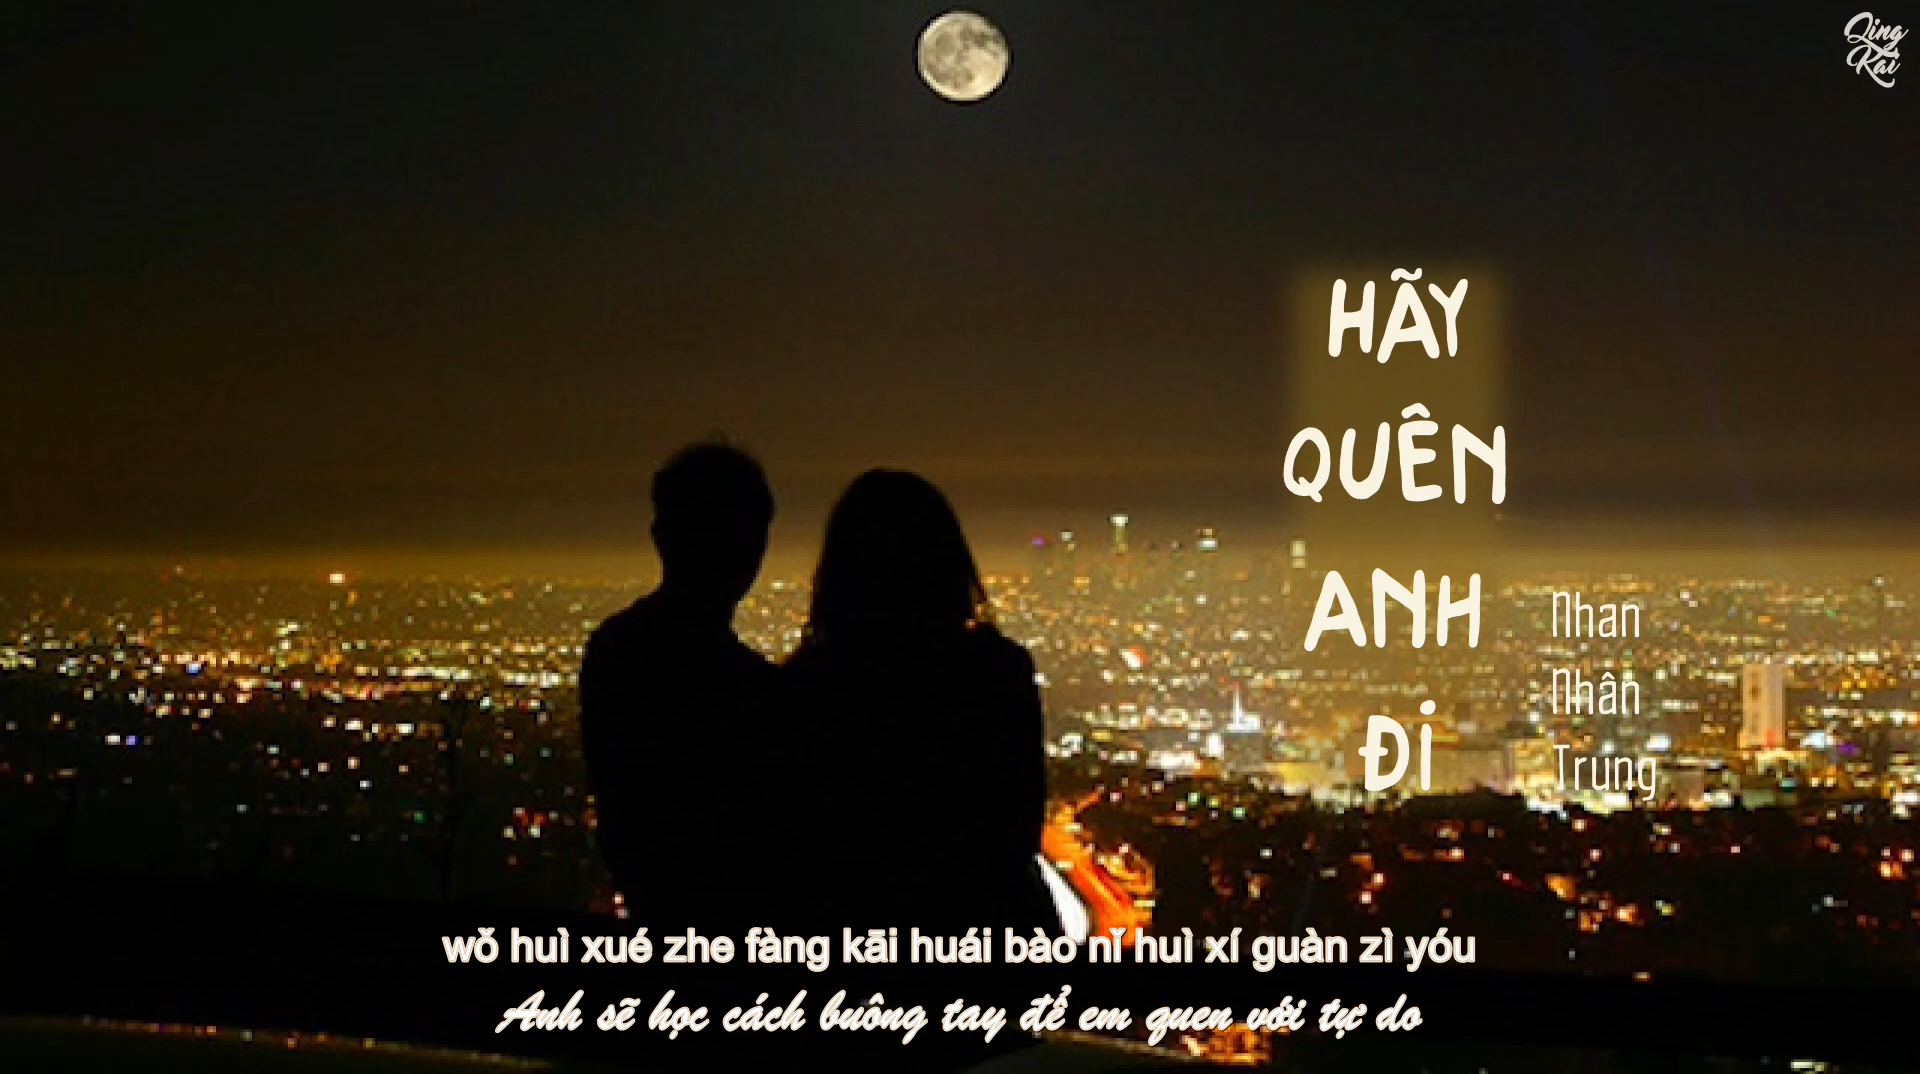 Qing
Kai
HÃY
QUÊN
ANH
ĐI
Nhan
Nhân
Trung
wǒ huì xué zhe fàng kāi huái bào nǐ huì xí guàn zì yóu
Anh sẽ học cách buông tay để em quen với tự do